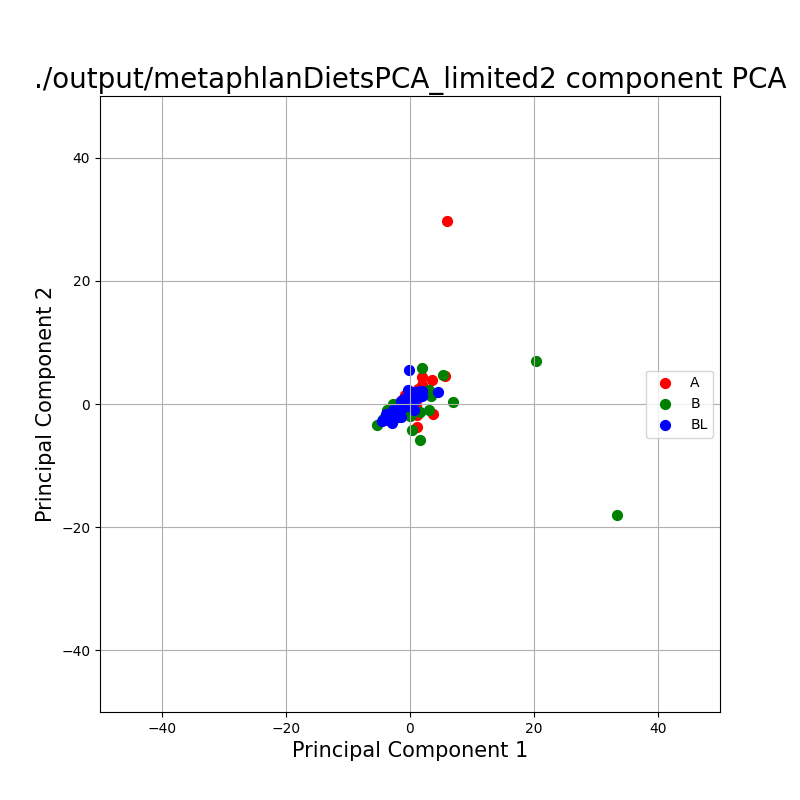 ./output/metaphlanDietsPCA_limited2 component PCA
40
20
0
−20
−40
−40
−20
0
20
40
Principal Component 2
Principal Component 1
A
B
BL